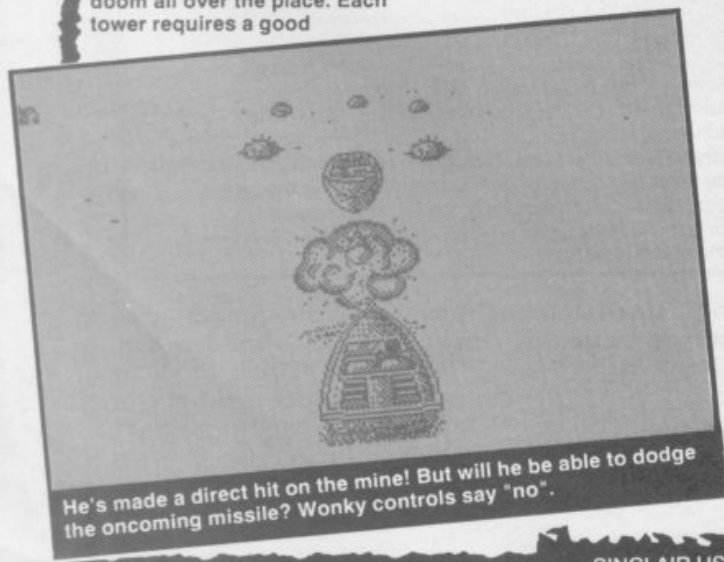 doom all over the place. Each
tower requires a good
He's made a direct hit on the mine! But will he be able to dodge
the oncoming missile? Wonky controls say "no".
SINCLAIR US